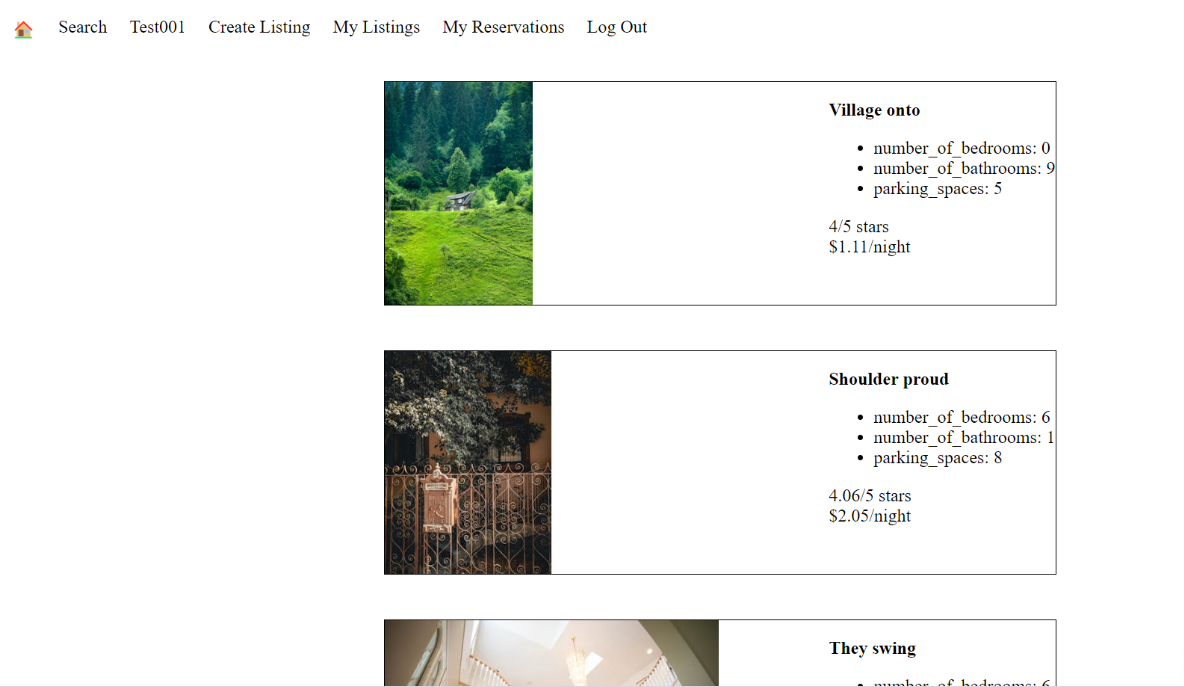 Search Test001 Create Listing My Listings My Reservations Log Out
Village onto
number_of_bedrooms: 0
number_of_bathrooms: 9
parking_spaces: 5
4/5 stars
$1.11/night
Shoulder proud
number_of_bedrooms: 6
number_of_bathrooms: 1
parking_spaces: 8
4.06/5 stars
$2.05/night
They swing
number_of_bedrooms: 6